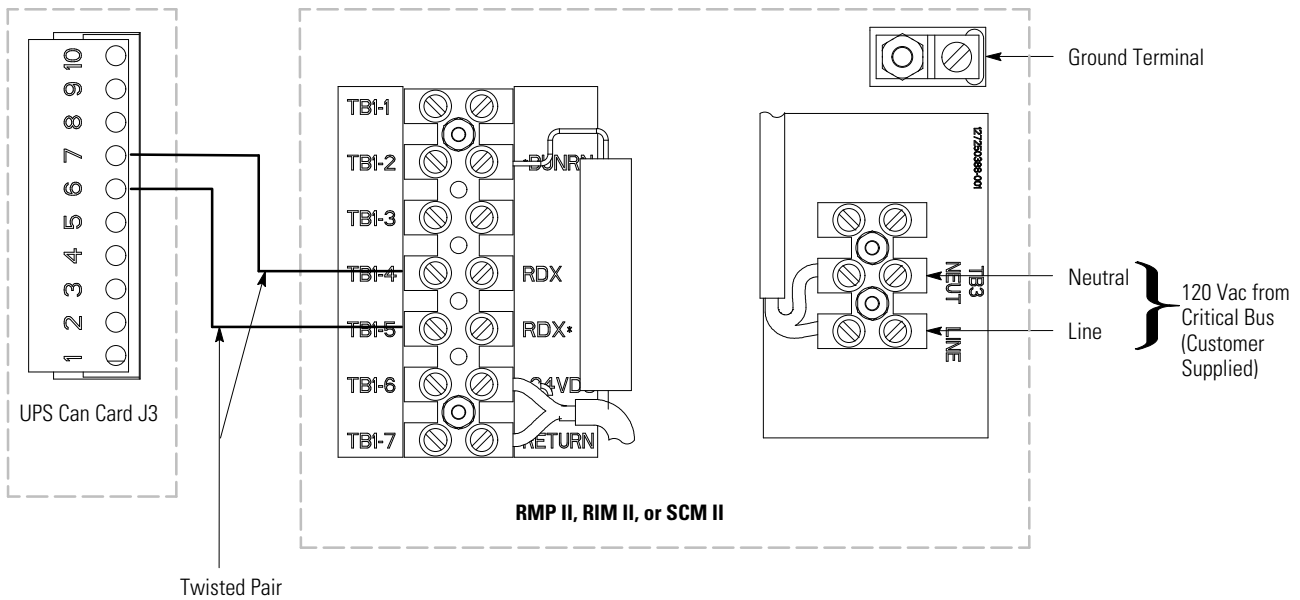 10
9
8
7
6
5
4
3
2
1
UPS Can Card J3
Twisted Pair
TB1-1
TB1-2
TB1-3
TB1-4
TB1-5
TB1-6
TB1-7
RDX
RDX*
RETURN
RMP II, RIM II, or SCM II
Ground Terminal
127250388-001
TB3
NEUT
LINE
Neutral
Line
120 Vac from
Critical Bus
(Customer
Supplied)